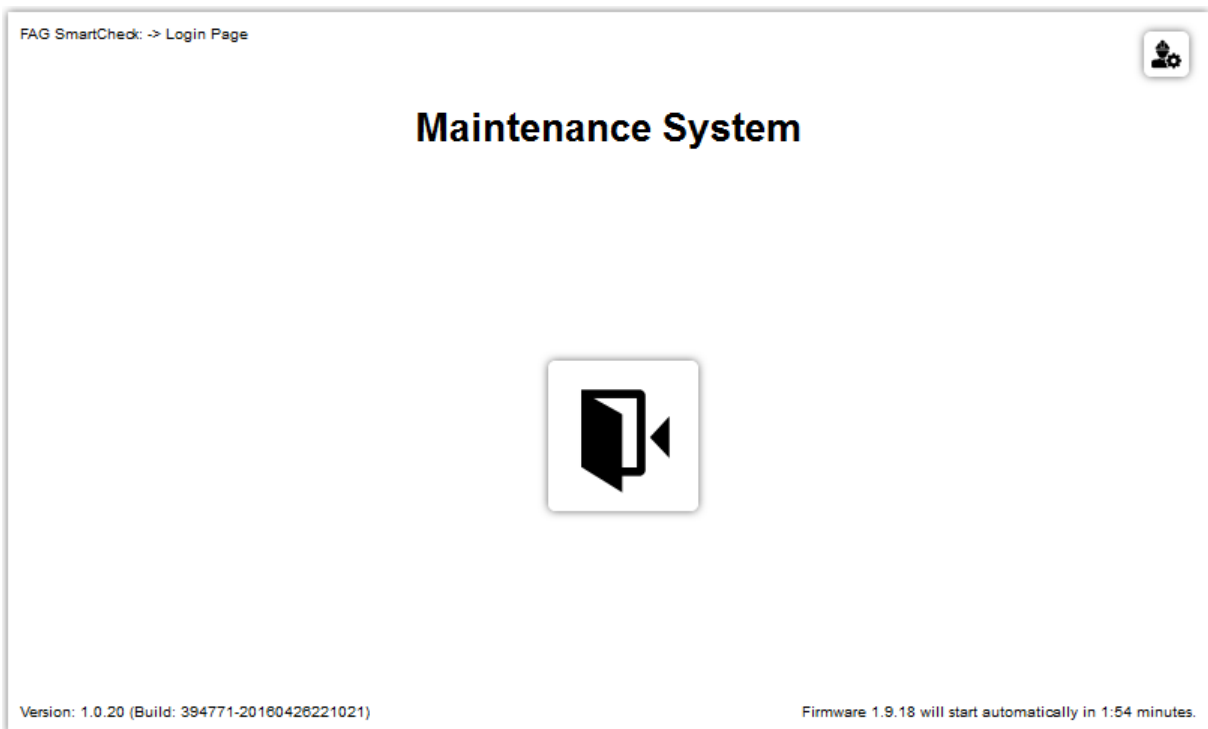 FAG SmartCheck: -> Login Page
Maintenance System
Version: 1.0.20 (Build: 394771-20160426221021)
Firmware 1.9.18 will start automatically in 1:54 minutes.